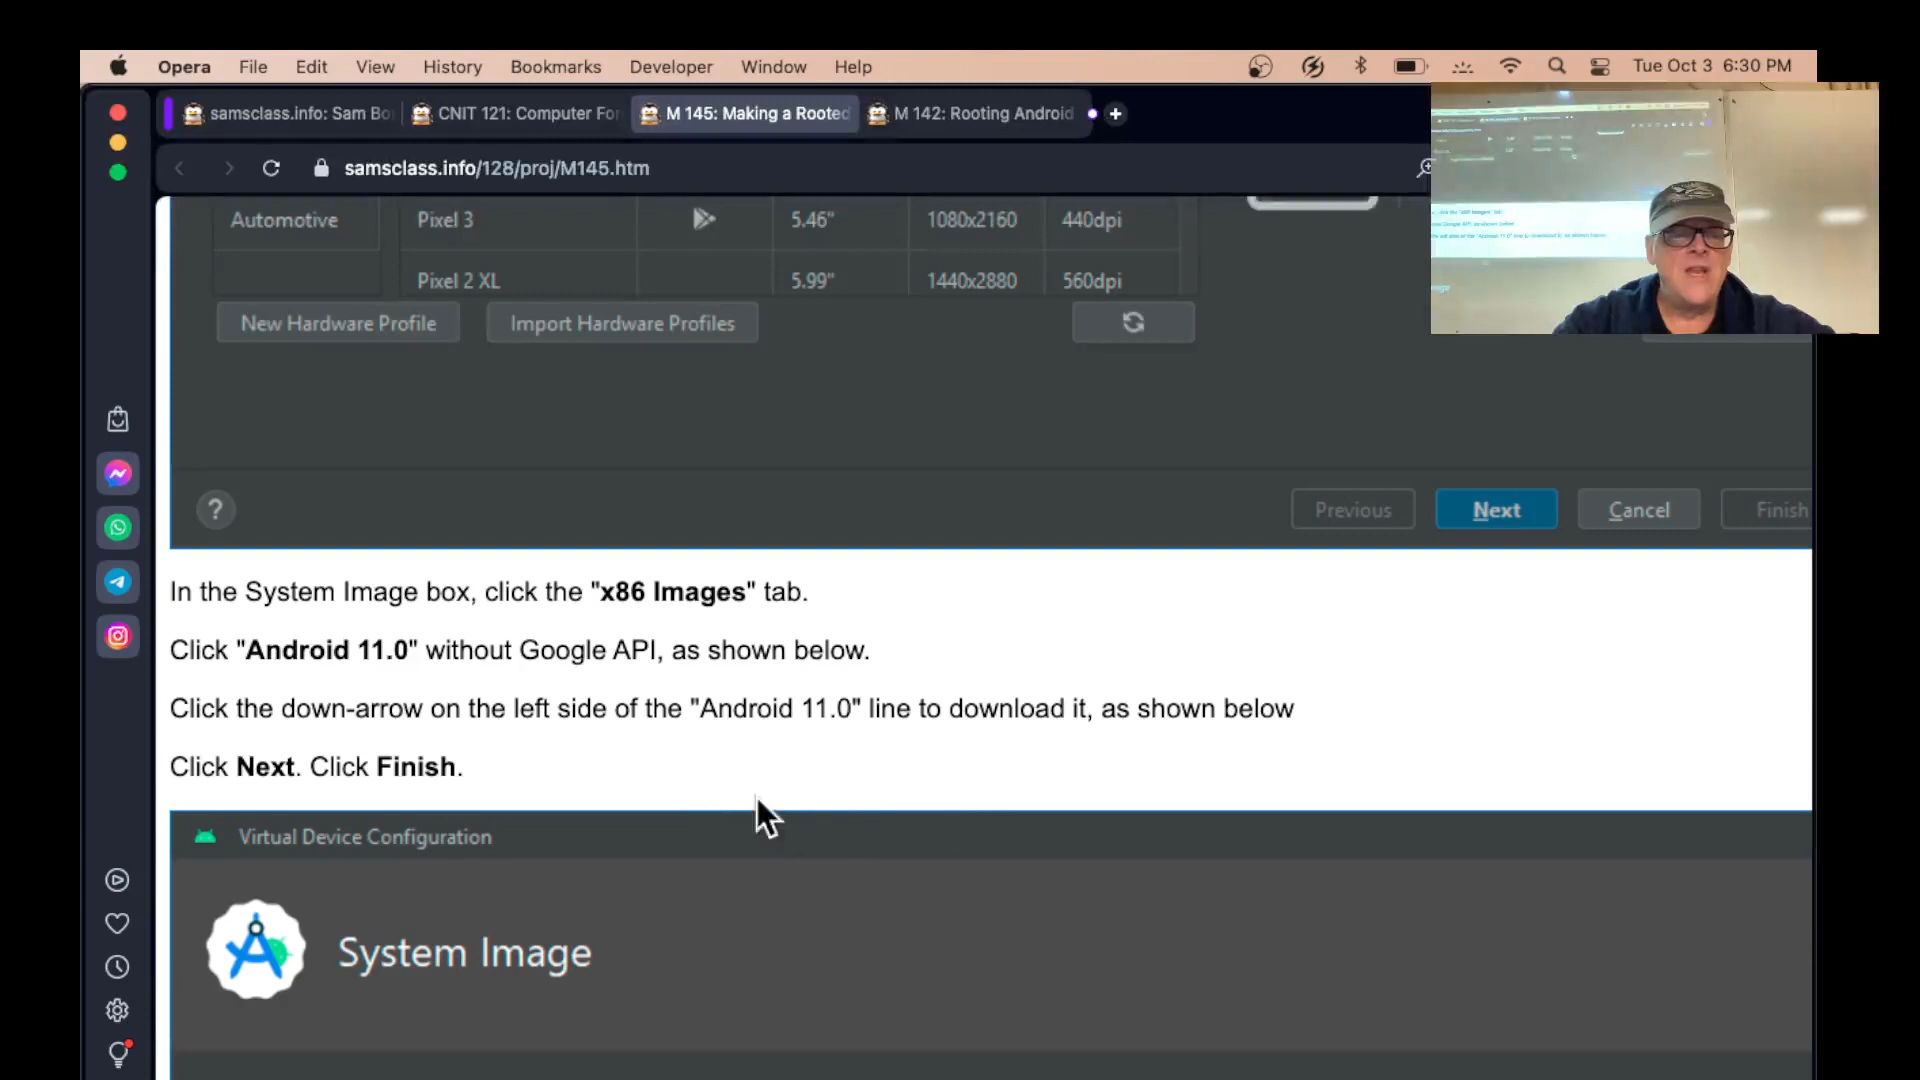 Opera File Edit View History Bookmarks Developer Window Help Tue Oct 3 6:30 PM
samsclass.info: Sam Bo CNIT 121: Computer For M 145: Making a Rooted M 142: Rooting Android
samsclass.info/128/proj/M145.htm
Automotive Pixel 3 5.46" 1080x2160 440dpi
Pixel 2 XL 5.99" 1440x2880 560dpi
New Hardware Profile Import Hardware Profiles
? Previous Next Cancel Finish
In the System Image box, click the "x86 Images" tab.
Click "Android 11.0" without Google API, as shown below.
Click the down-arrow on the left side of the "Android 11.0" line to download it, as shown below
Click Next. Click Finish.
Virtual Device Configuration
System Image